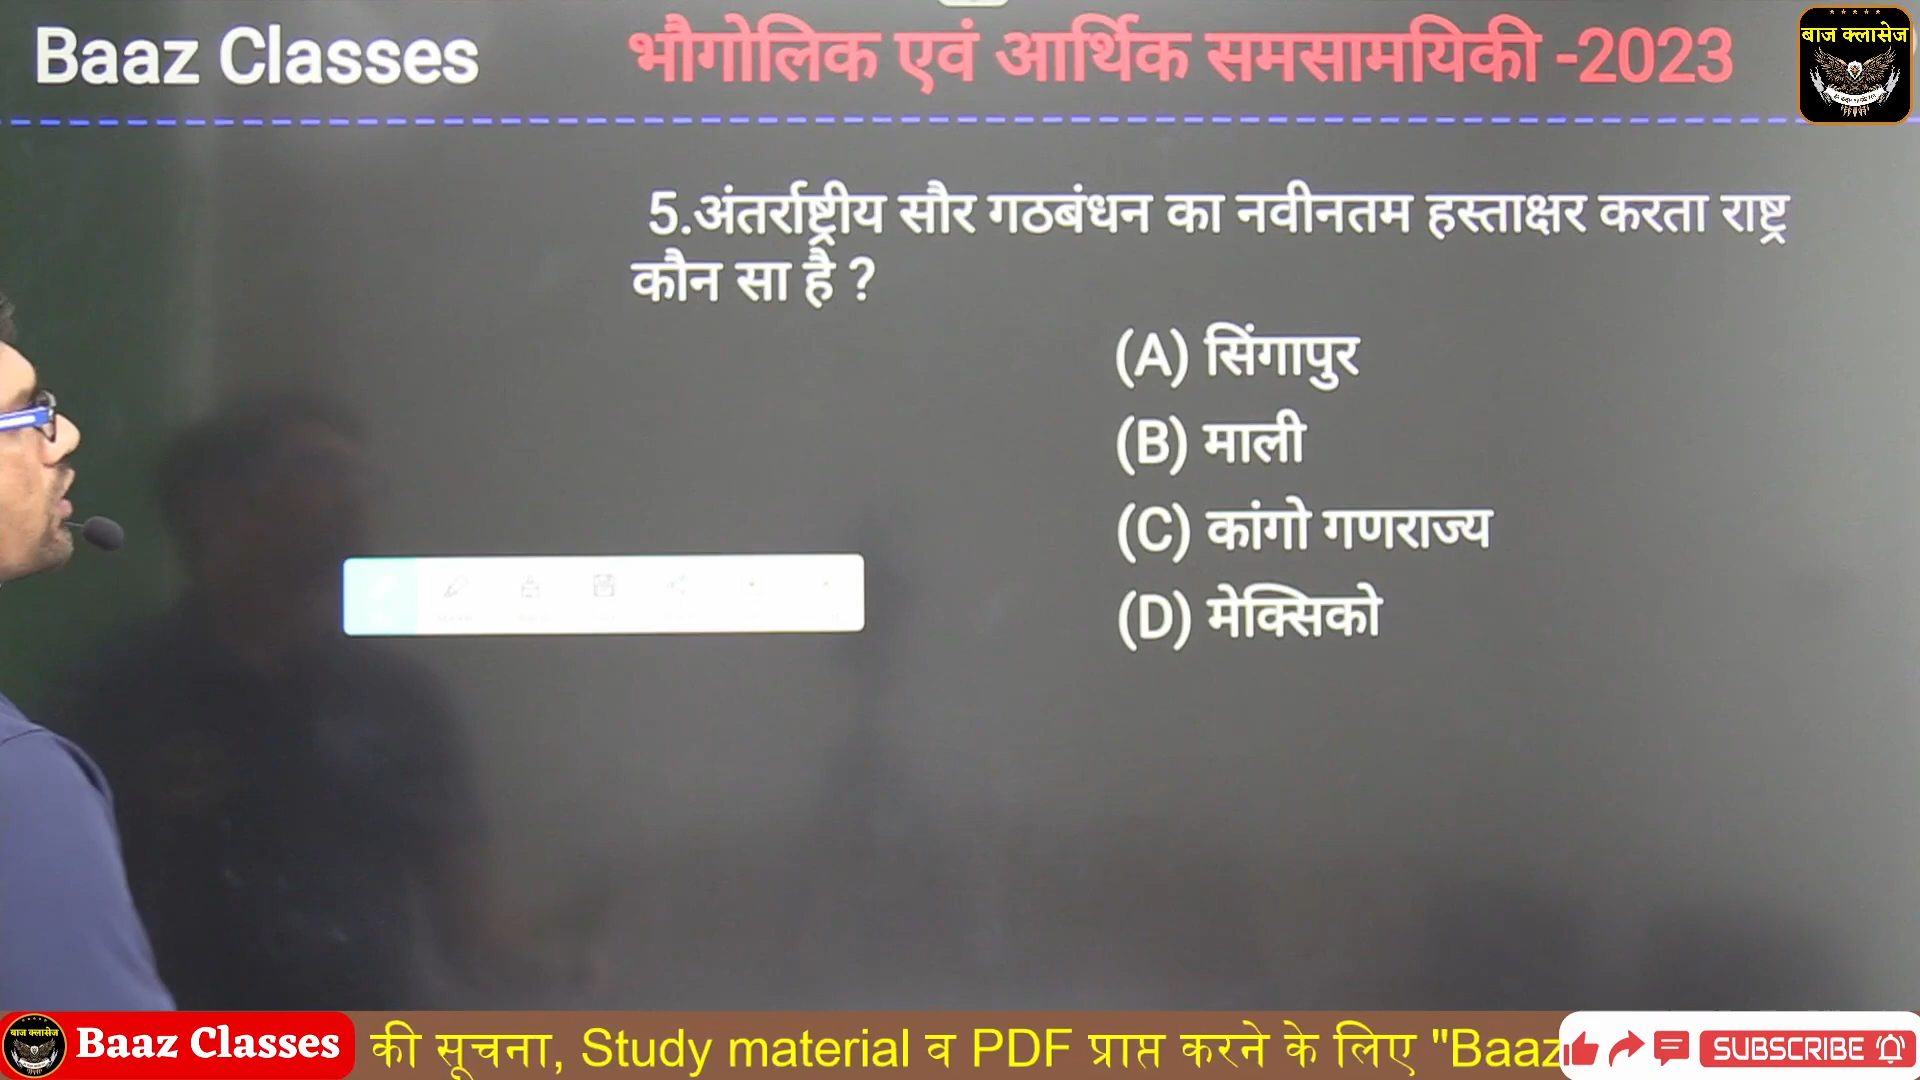 Baaz Classes
भौगोलिक एवं आर्थिक समसामयिकी -2023
बाज क्लासेज
5.अंतर्राष्ट्रीय सौर गठबंधन का नवीनतम हस्ताक्षर करता राष्ट्र
कौन सा है ?
(A) सिंगापुर
(B) माली
(C) कांगो गणराज्य
(D) मेक्सिको
बाज क्लासेज
Baaz Classes
की सूचना, Study material व PDF प्राप्त करने के लिए "Baaz
SUBSCRIBE